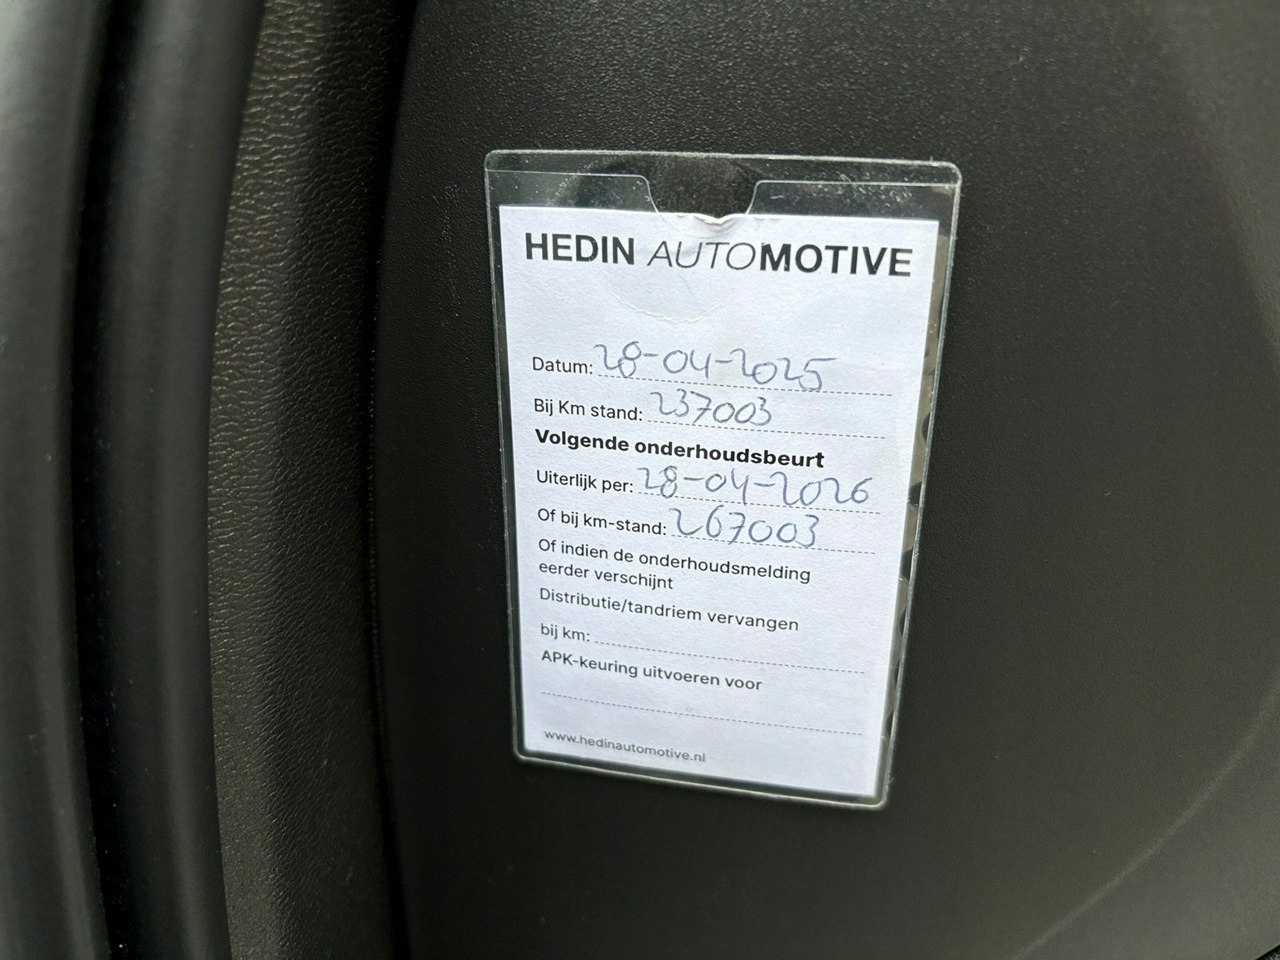 HEDIN AUTOMOTIVE
Datum: 28-04-2025
Bij Km stand: 237003
Volgende onderhoudsbeurt
Uiterlijk per: 28-04-2026
Of bij km-stand: 267003
Of indien de onderhoudsmelding
eerder verschijnt
Distributie/tandriem vervangen
bij km:
APK-keuring uitvoeren voor
www.hedinautomotive.nl